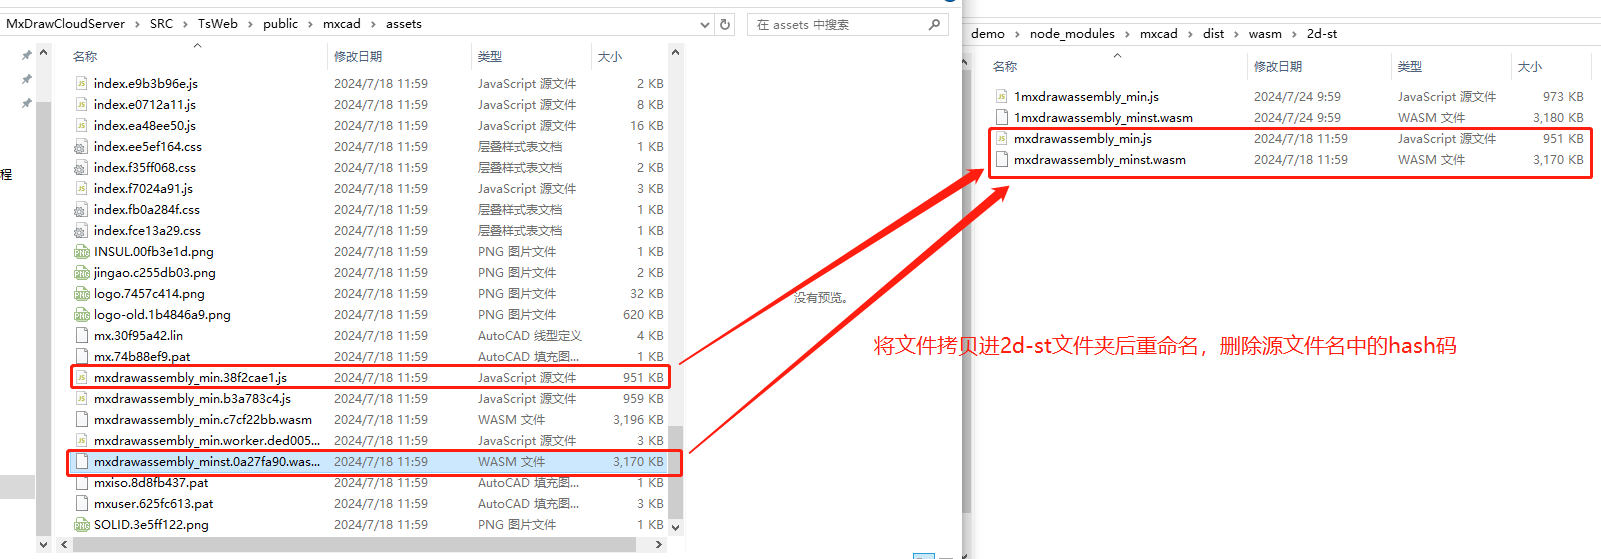 MxDrawCloudServer > SRC > TsWeb > public > mxcad > assets
在 assets 中搜索
程
名称 修改日期 类型 大小
index.e9b3b96e.js 2024/7/18 11:59 JavaScript 源文件 2 KB
index.e0712a11.js 2024/7/18 11:59 JavaScript 源文件 8 KB
index.ea48ee50.js 2024/7/18 11:59 JavaScript 源文件 16 KB
index.ee5ef164.css 2024/7/18 11:59 层叠样式表文档 1 KB
index.f35ff068.css 2024/7/18 11:59 层叠样式表文档 2 KB
index.f7024a91.js 2024/7/18 11:59 JavaScript 源文件 3 KB
index.fb0a284f.css 2024/7/18 11:59 层叠样式表文档 1 KB
index.fce13a29.css 2024/7/18 11:59 层叠样式表文档 1 KB
INSUL.00fb3e1d.png 2024/7/18 11:59 PNG 图片文件 1 KB
jingao.c255db03.png 2024/7/18 11:59 PNG 图片文件 2 KB
logo.7457c414.png 2024/7/18 11:59 PNG 图片文件 32 KB
logo-old.1b4846a9.png 2024/7/18 11:59 PNG 图片文件 620 KB
mx.30f95a42.lin 2024/7/18 11:59 AutoCAD 线型定义 4 KB
mx.74b88ef9.pat 2024/7/18 11:59 AutoCAD 填充图... 1 KB
mxdrawassembly_min.38f2cae1.js 2024/7/18 11:59 JavaScript 源文件 951 KB
mxdrawassembly_min.b3a783c4.js 2024/7/18 11:59 JavaScript 源文件 959 KB
mxdrawassembly_min.c7cf22bb.wasm 2024/7/18 11:59 WASM 文件 3,196 KB
mxdrawassembly_min.worker.ded005... 2024/7/18 11:59 JavaScript 源文件 3 KB
mxdrawassembly_minst.0a27fa90.was... 2024/7/18 11:59 WASM 文件 3,170 KB
mxiso.8d8fb437.pat 2024/7/18 11:59 AutoCAD 填充图... 1 KB
mxuser.625fc613.pat 2024/7/18 11:59 AutoCAD 填充图... 3 KB
SOLID.3e5ff122.png 2024/7/18 11:59 PNG 图片文件 1 KB
没有预览。
demo > node_modules > mxcad > dist > wasm > 2d-st
名称 修改日期 类型 大小
1mxdrawassembly_min.js 2024/7/24 9:59 JavaScript 源文件 973 KB
1mxdrawassembly_minst.wasm 2024/7/24 9:59 WASM 文件 3,180 KB
mxdrawassembly_min.js 2024/7/18 11:59 JavaScript 源文件 951 KB
mxdrawassembly_minst.wasm 2024/7/18 11:59 WASM 文件 3,170 KB
将文件拷贝进2d-st文件夹后重命名，删除源文件名中的hash码